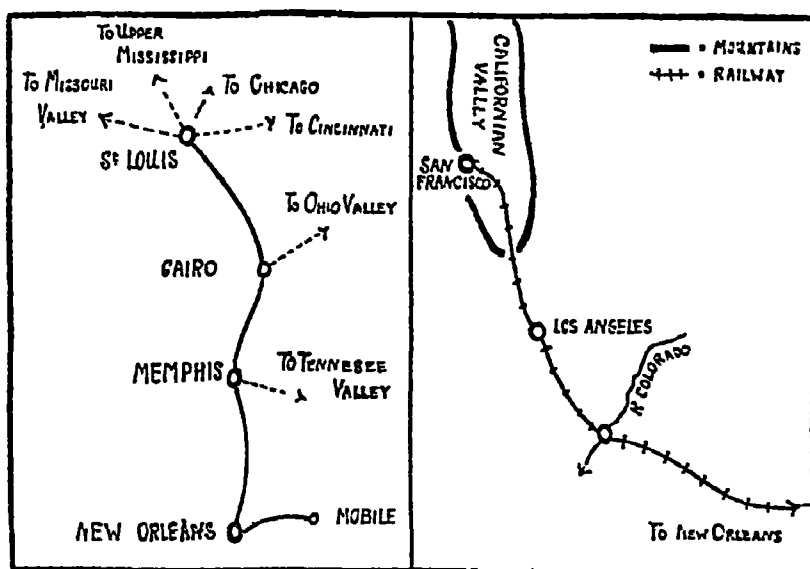 To Upper
Mississippi
To Missouri
Valley
To Chicago
To Cincinnati
St Louis
To Ohio Valley
Cairo
Memphis
To Tennesee
Valley
New Orleans
Mobile
Californian
Valley
Mountains
Railway
San
Francisco
Los Angeles
R Colorado
To New Orleans